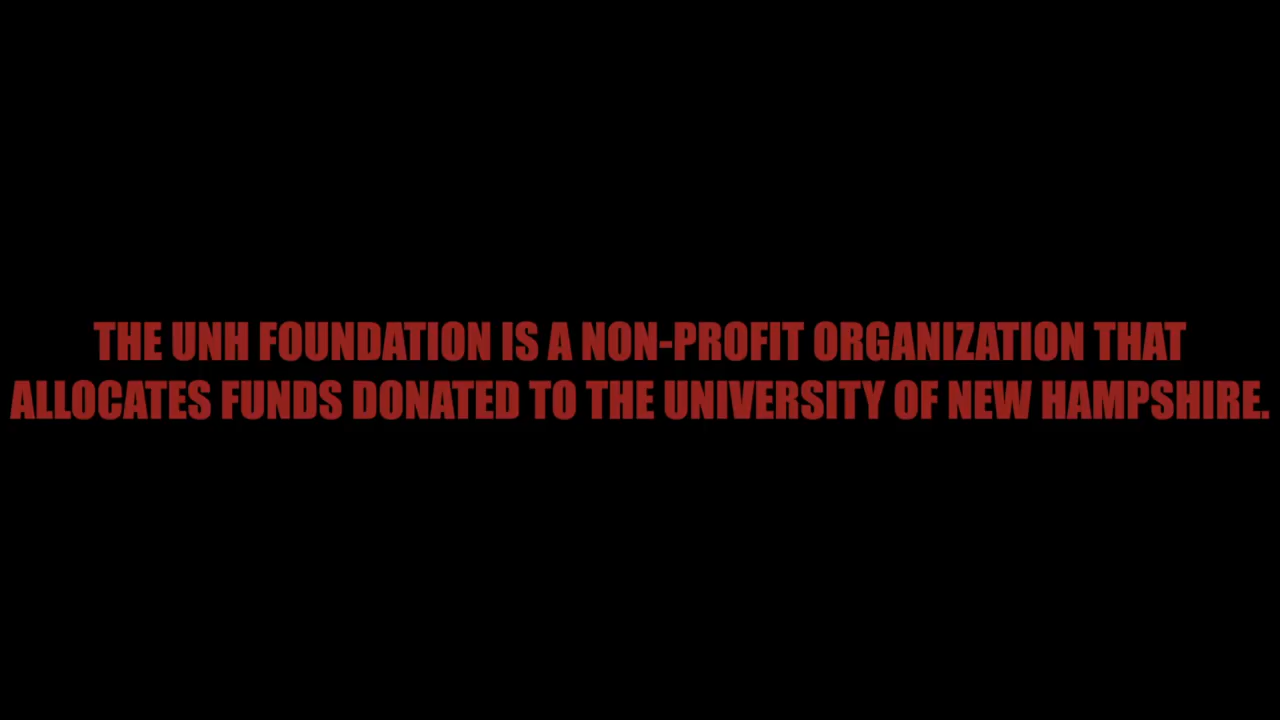 THE UNH FOUNDATION IS A NON-PROFIT ORGANIZATION THAT
ALLOCATES FUNDS DONATED TO THE UNIVERSITY OF NEW HAMPSHIRE.